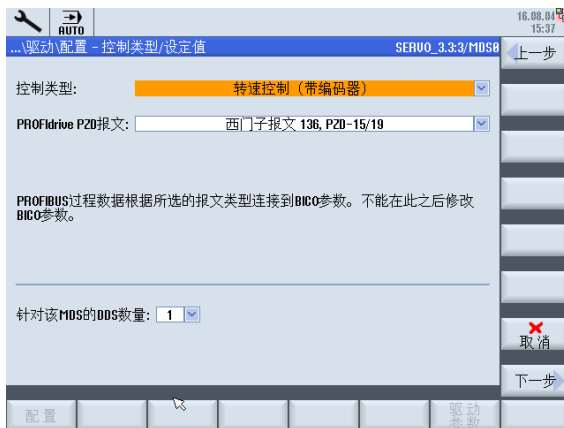 AUTO
16.08.04
15:37
...\驱动\配置 - 控制类型/设定值
SERVO_3.3:3/MDS0
上一步
控制类型:
转速控制（带编码器）
PROFIdrive PZD报文:
西门子报文 136, PZD-15/19
PROFIBUS过程数据根据所选的报文类型连接到BICO参数。不能在此之后修改
BICO参数。
针对该MDS的DDS数量:
1
取消
下一步
配置
驱动
参数